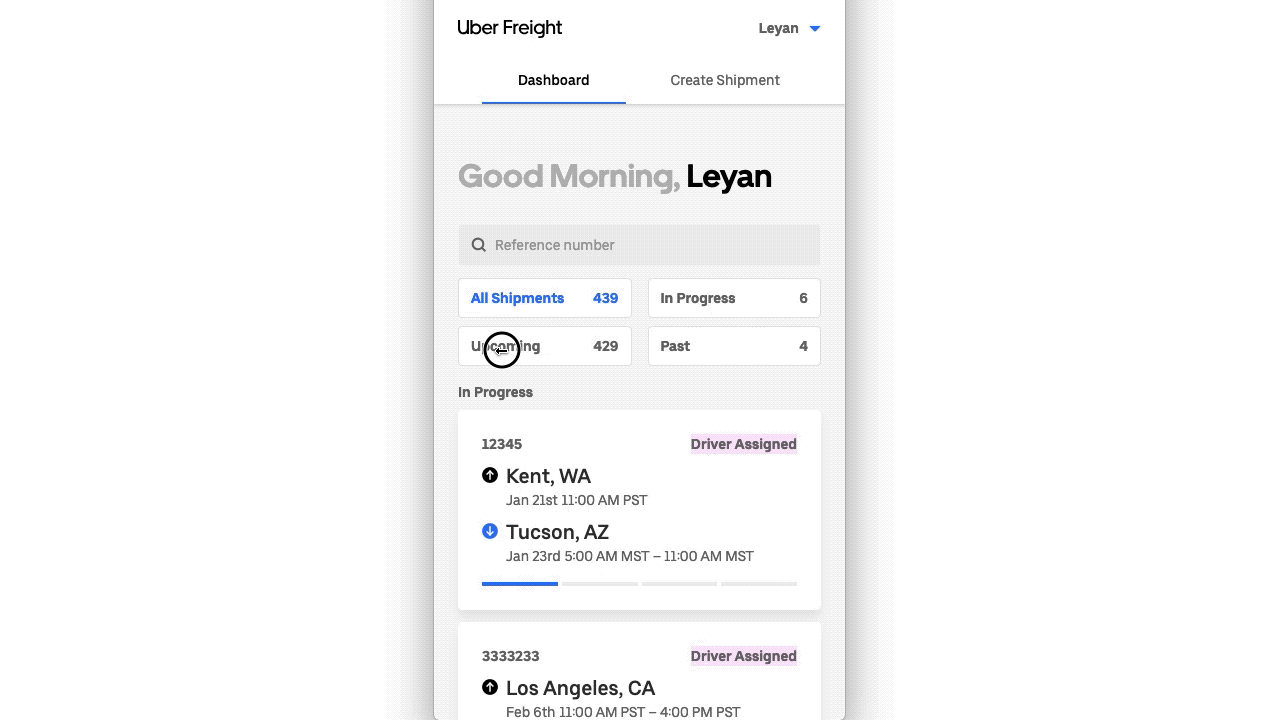 Uber Freight
Leyan
Dashboard
Create Shipment
Good Morning, Leyan
Reference number
All Shipments 439
In Progress 6
Upcoming 429
Past 4
In Progress
12345
Driver Assigned
Kent, WA
Jan 21st 11:00 AM PST
Tucson, AZ
Jan 23rd 5:00 AM MST – 11:00 AM MST
3333233
Driver Assigned
Los Angeles, CA
Feb 6th 11:00 AM PST – 4:00 PM PST